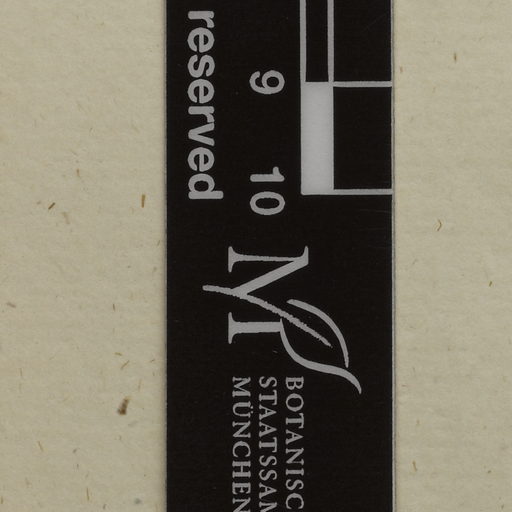 reserved
9 10
M
BOTANISC
STAATSSAM
MÜNCHEN